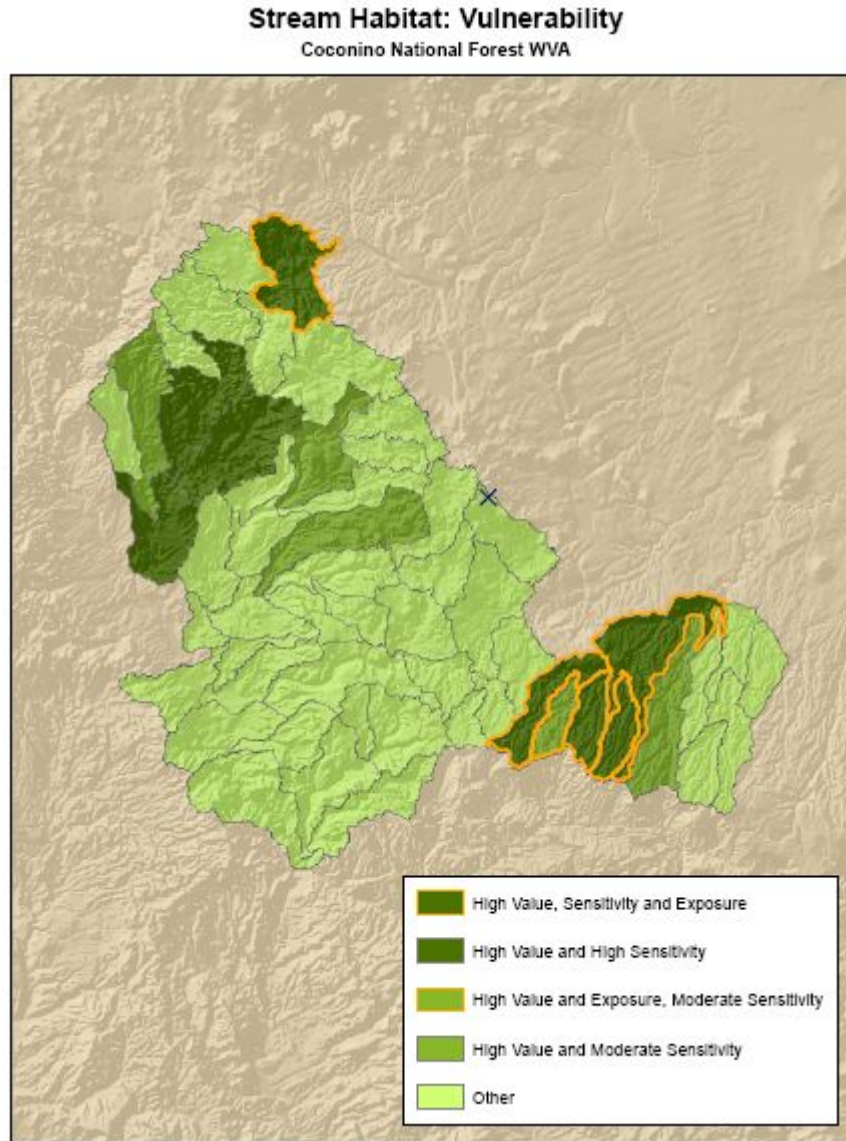 Stream Habitat: Vulnerability
Coconino National Forest WVA
High Value, Sensitivity and Exposure
High Value and High Sensitivity
High Value and Exposure, Moderate Sensitivity
High Value and Moderate Sensitivity
Other